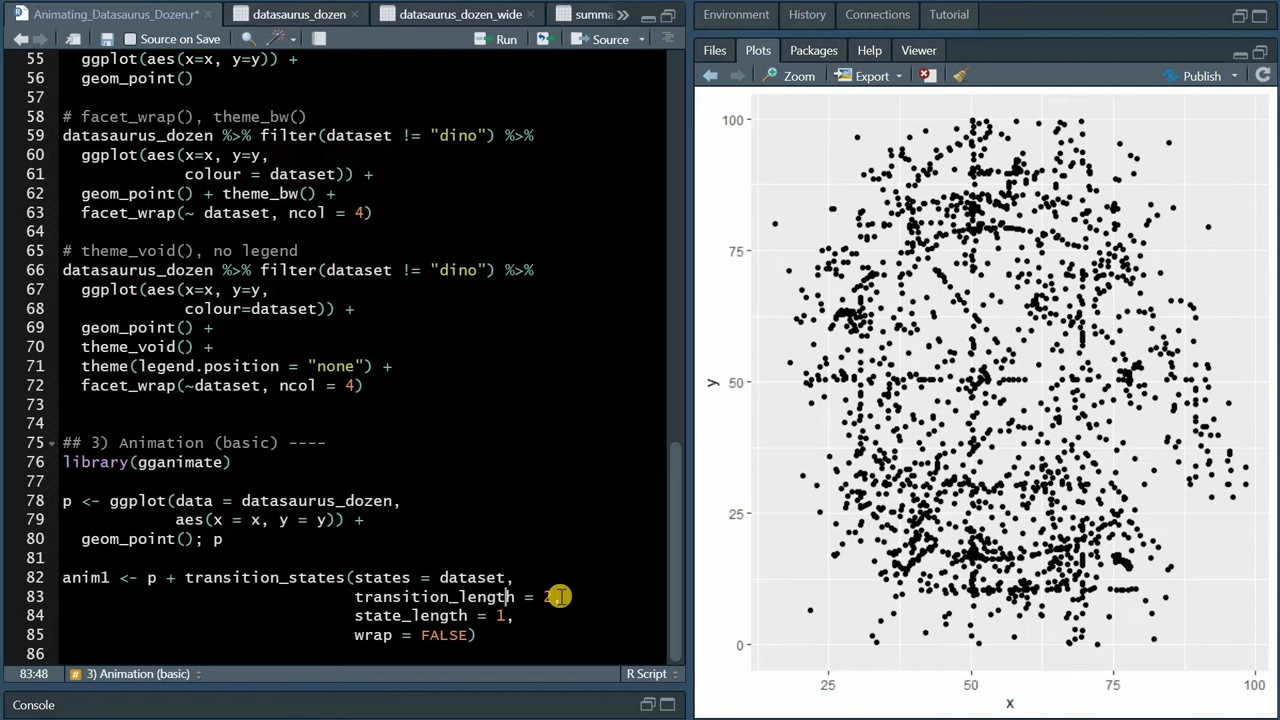 Animating_Datasaurus_Dozen.r* × datasaurus_dozen × datasaurus_dozen_wide × summa
Source on Save Run Source
55 ggplot(aes(x=x, y=y)) +
56 geom_point()
57
58 # facet_wrap(), theme_bw()
59 datasaurus_dozen %>% filter(dataset != "dino") %>%
60 ggplot(aes(x=x, y=y,
61 colour = dataset)) +
62 geom_point() + theme_bw() +
63 facet_wrap(~ dataset, ncol = 4)
64
65 # theme_void(), no legend
66 datasaurus_dozen %>% filter(dataset != "dino") %>%
67 ggplot(aes(x=x, y=y,
68 colour=dataset)) +
69 geom_point() +
70 theme_void() +
71 theme(legend.position = "none") +
72 facet_wrap(~dataset, ncol = 4)
73
74
75 ## 3) Animation (basic) ----
76 library(gganimate)
77
78 p <- ggplot(data = datasaurus_dozen,
79 aes(x = x, y = y)) +
80 geom_point(); p
81
82 anim1 <- p + transition_states(states = dataset,
83 transition_length = 2,
84 state_length = 1,
85 wrap = FALSE)
86
83:48 # 3) Animation (basic) R Script
Console
Environment History Connections Tutorial
Files Plots Packages Help Viewer
Zoom Export Publish
100
75
50
25
0
y
25 50 75 100
x